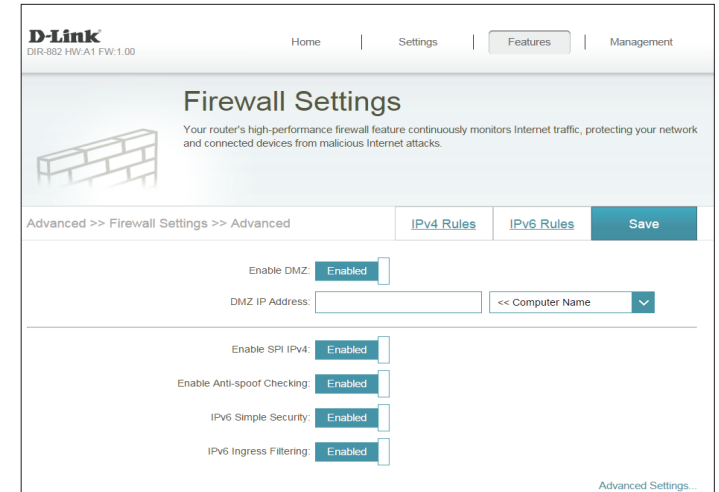 D-Link
DIR-882 HW:A1 FW:1.00
Home Settings Features Management
Firewall Settings
Your router's high-performance firewall feature continuously monitors Internet traffic, protecting your network
and connected devices from malicious Internet attacks.
Advanced >> Firewall Settings >> Advanced IPv4 Rules IPv6 Rules Save
Enable DMZ: Enabled
DMZ IP Address: << Computer Name
Enable SPI IPv4: Enabled
Enable Anti-spoof Checking: Enabled
IPv6 Simple Security: Enabled
IPv6 Ingress Filtering: Enabled
Advanced Settings...